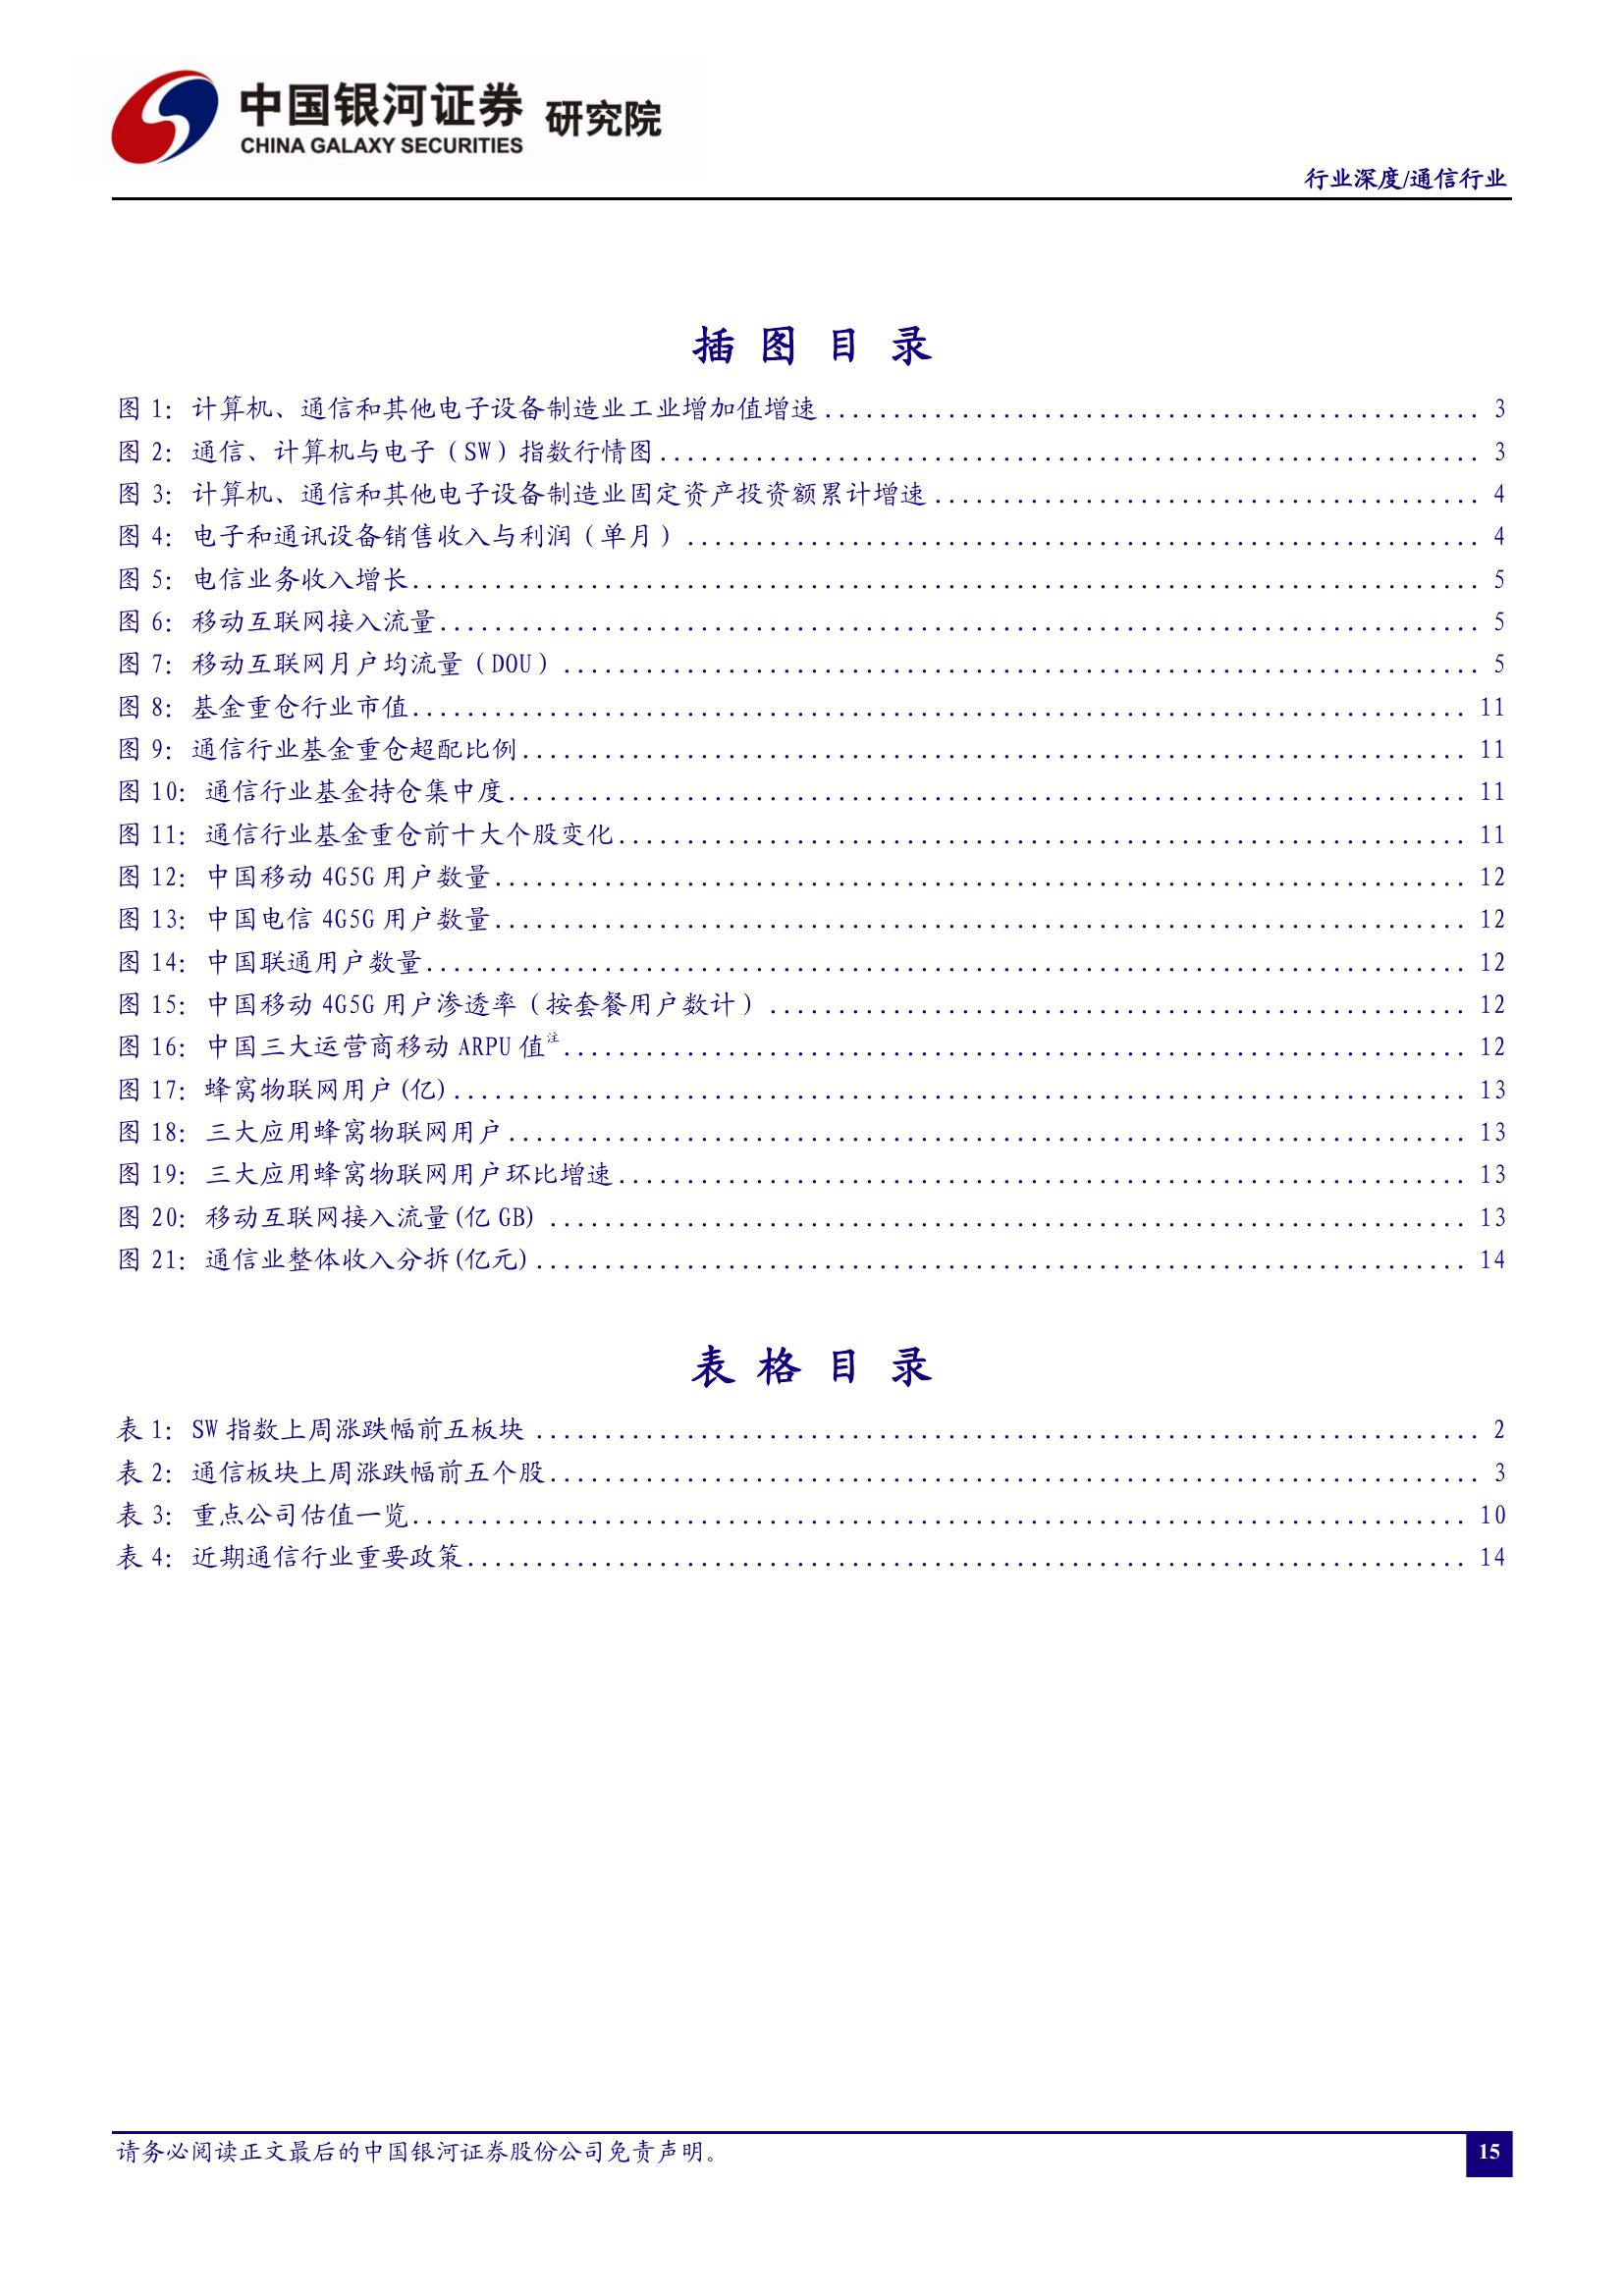 中国银河证券 研究院
CHINA GALAXY SECURITIES
行业深度/通信行业
插 图 目 录
图 1: 计算机、通信和其他电子设备制造业工业增加值增速 ........................................ 3
图 2: 通信、计算机与电子（SW）指数行情图 ........................................ 3
图 3: 计算机、通信和其他电子设备制造业固定资产投资额累计增速 ........................................ 4
图 4: 电子和通讯设备销售收入与利润（单月） ........................................ 4
图 5: 电信业务收入增长 ........................................ 5
图 6: 移动互联网接入流量 ........................................ 5
图 7: 移动互联网月户均流量（DOU） ........................................ 5
图 8: 基金重仓行业市值 ........................................ 11
图 9: 通信行业基金重仓超配比例 ........................................ 11
图 10: 通信行业基金持仓集中度 ........................................ 11
图 11: 通信行业基金重仓前十大个股变化 ........................................ 11
图 12: 中国移动 4G5G 用户数量 ........................................ 12
图 13: 中国电信 4G5G 用户数量 ........................................ 12
图 14: 中国联通用户数量 ........................................ 12
图 15: 中国移动 4G5G 用户渗透率（按套餐用户数计） ........................................ 12
图 16: 中国三大运营商移动 ARPU 值注 ........................................ 12
图 17: 蜂窝物联网用户(亿) ........................................ 13
图 18: 三大应用蜂窝物联网用户 ........................................ 13
图 19: 三大应用蜂窝物联网用户环比增速 ........................................ 13
图 20: 移动互联网接入流量(亿 GB) ........................................ 13
图 21: 通信业整体收入分拆(亿元) ........................................ 14
表 格 目 录
表 1: SW 指数上周涨跌幅前五板块 ........................................ 2
表 2: 通信板块上周涨跌幅前五个股 ........................................ 3
表 3: 重点公司估值一览 ........................................ 10
表 4: 近期通信行业重要政策 ........................................ 14
请务必阅读正文最后的中国银河证券股份公司免责声明。
15